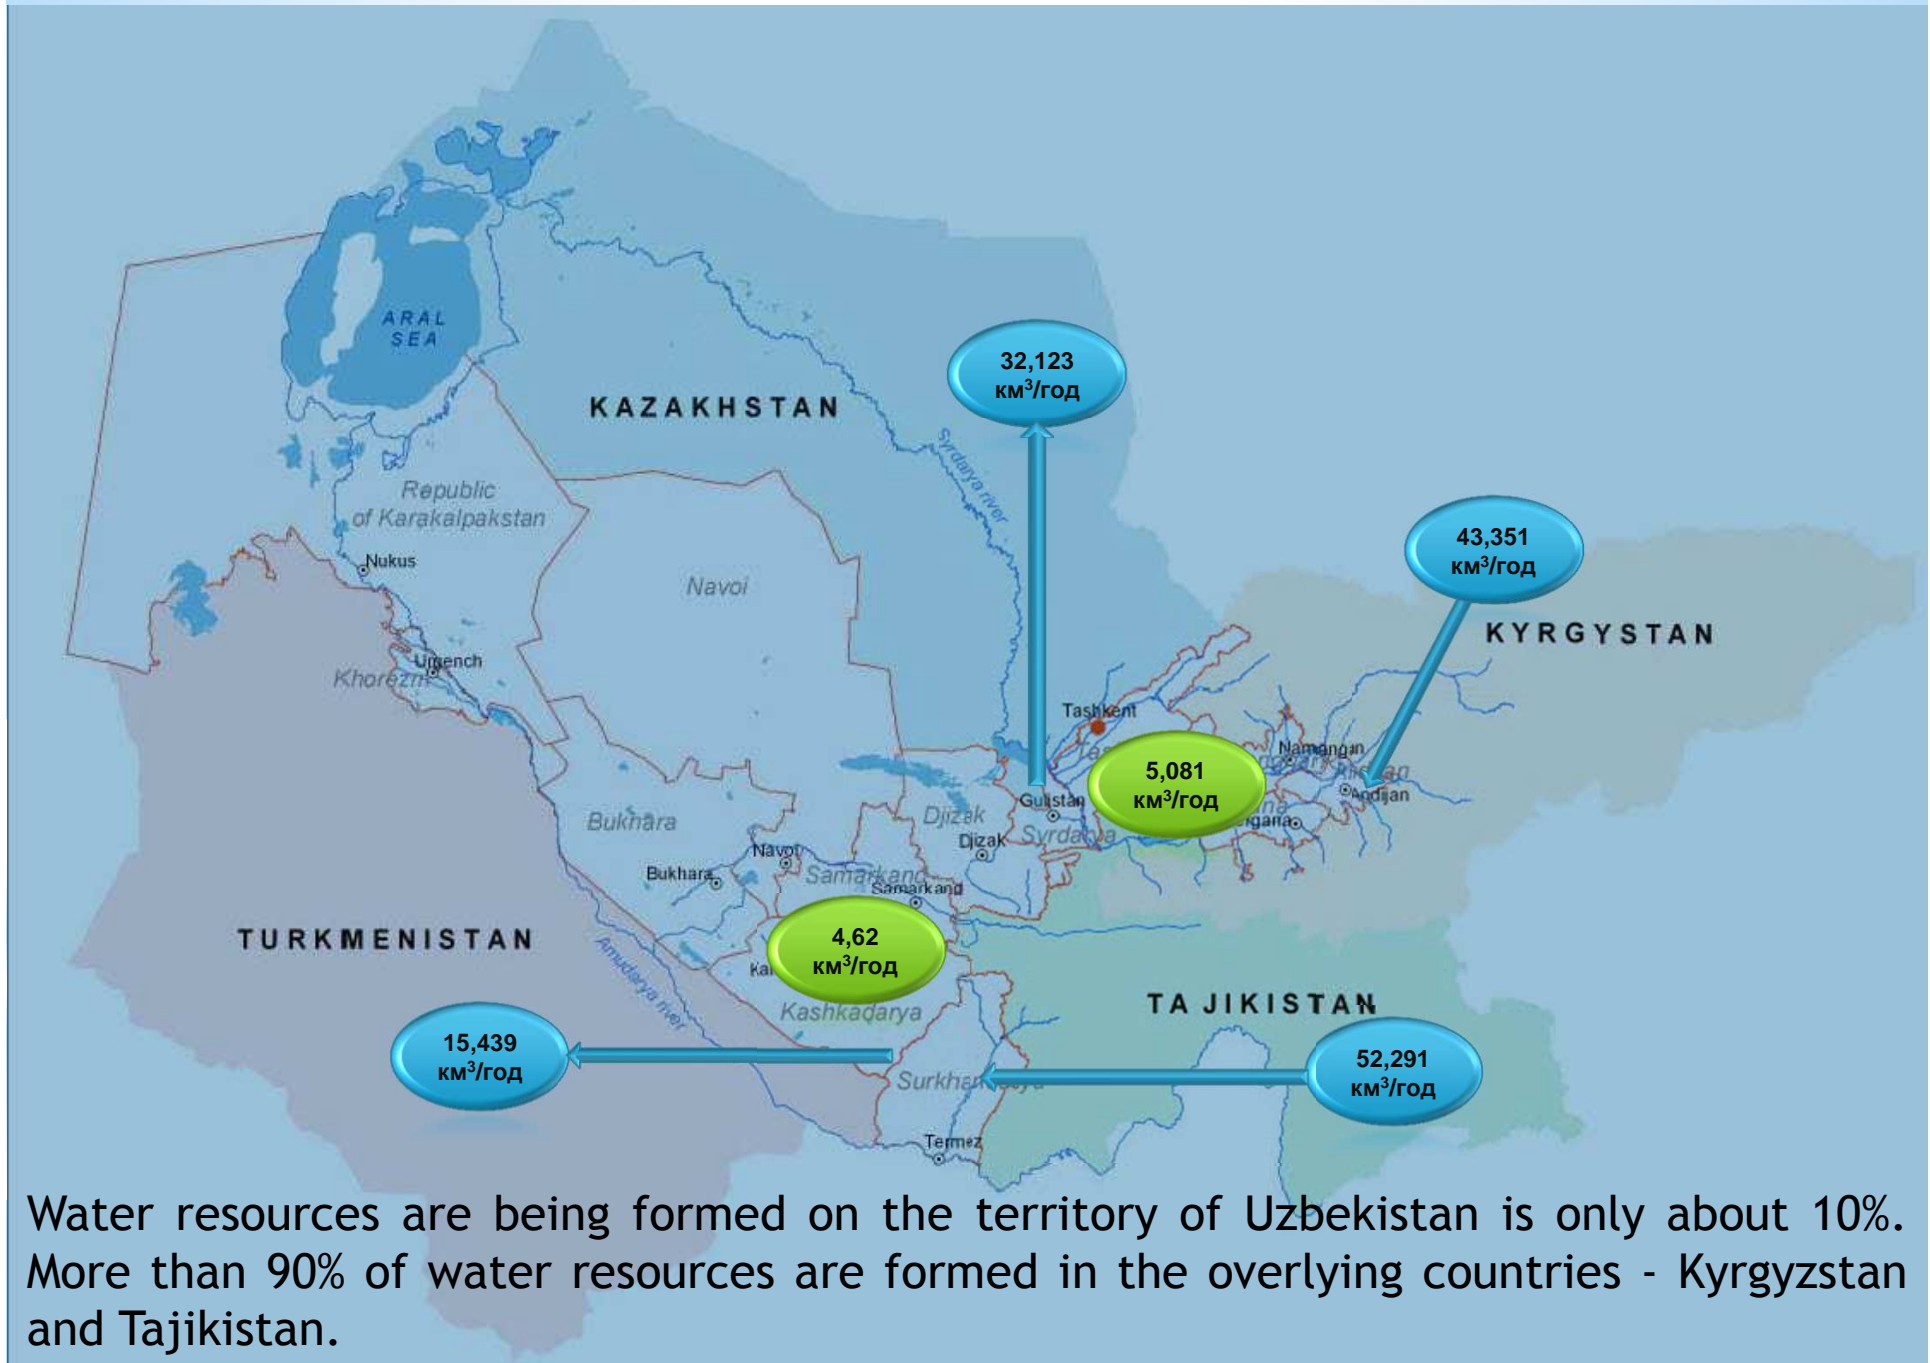 ARAL
SEA
KAZAKHSTAN
32,123
км³/год
Syrdarya river
43,351
км³/год
Republic
of Karakalpakstan
Nukus
Navoi
KYRGYSTAN
Urgench
Khorezm
Tashkent
Namangan
5,081
км³/год
Andijan
Gulistan
Bukhara
Djizak
Syrdarya
Djizak
Navoi
Bukhara
Samarkand
Samarkand
TURKMENISTAN
4,62
км³/год
Amudarya river
Kashkadarya
TAJIKISTAN
15,439
км³/год
52,291
км³/год
Termez
Water resources are being formed on the territory of Uzbekistan is only about 10%.
More than 90% of water resources are formed in the overlying countries - Kyrgyzstan
and Tajikistan.